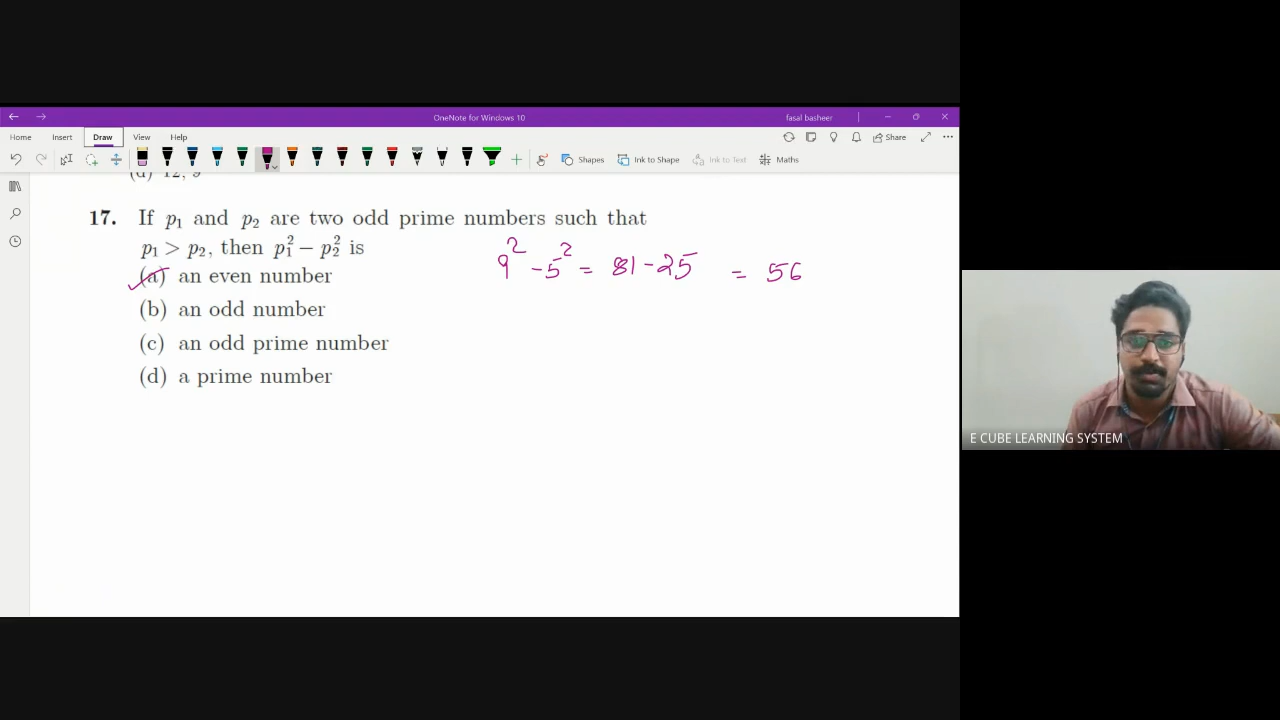 OneNote for Windows 10
fasal basheer
Home Insert Draw View Help
Share
Shapes Ink to Shape Ink to Text Maths
(d) 12, 9
17. If p₁ and p₂ are two odd prime numbers such that
p₁ > p₂, then p₁² − p₂² is
9² - 5² = 81 - 25 = 56
(a) an even number
(b) an odd number
(c) an odd prime number
(d) a prime number
E CUBE LEARNING SYSTEM